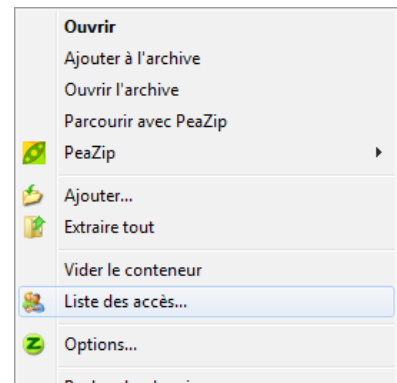 Ouvrir
Ajouter à l'archive
Ouvrir l'archive
Parcourir avec PeaZip
PeaZip
Ajouter...
Extraire tout
Vider le conteneur
Liste des accès...
Options...